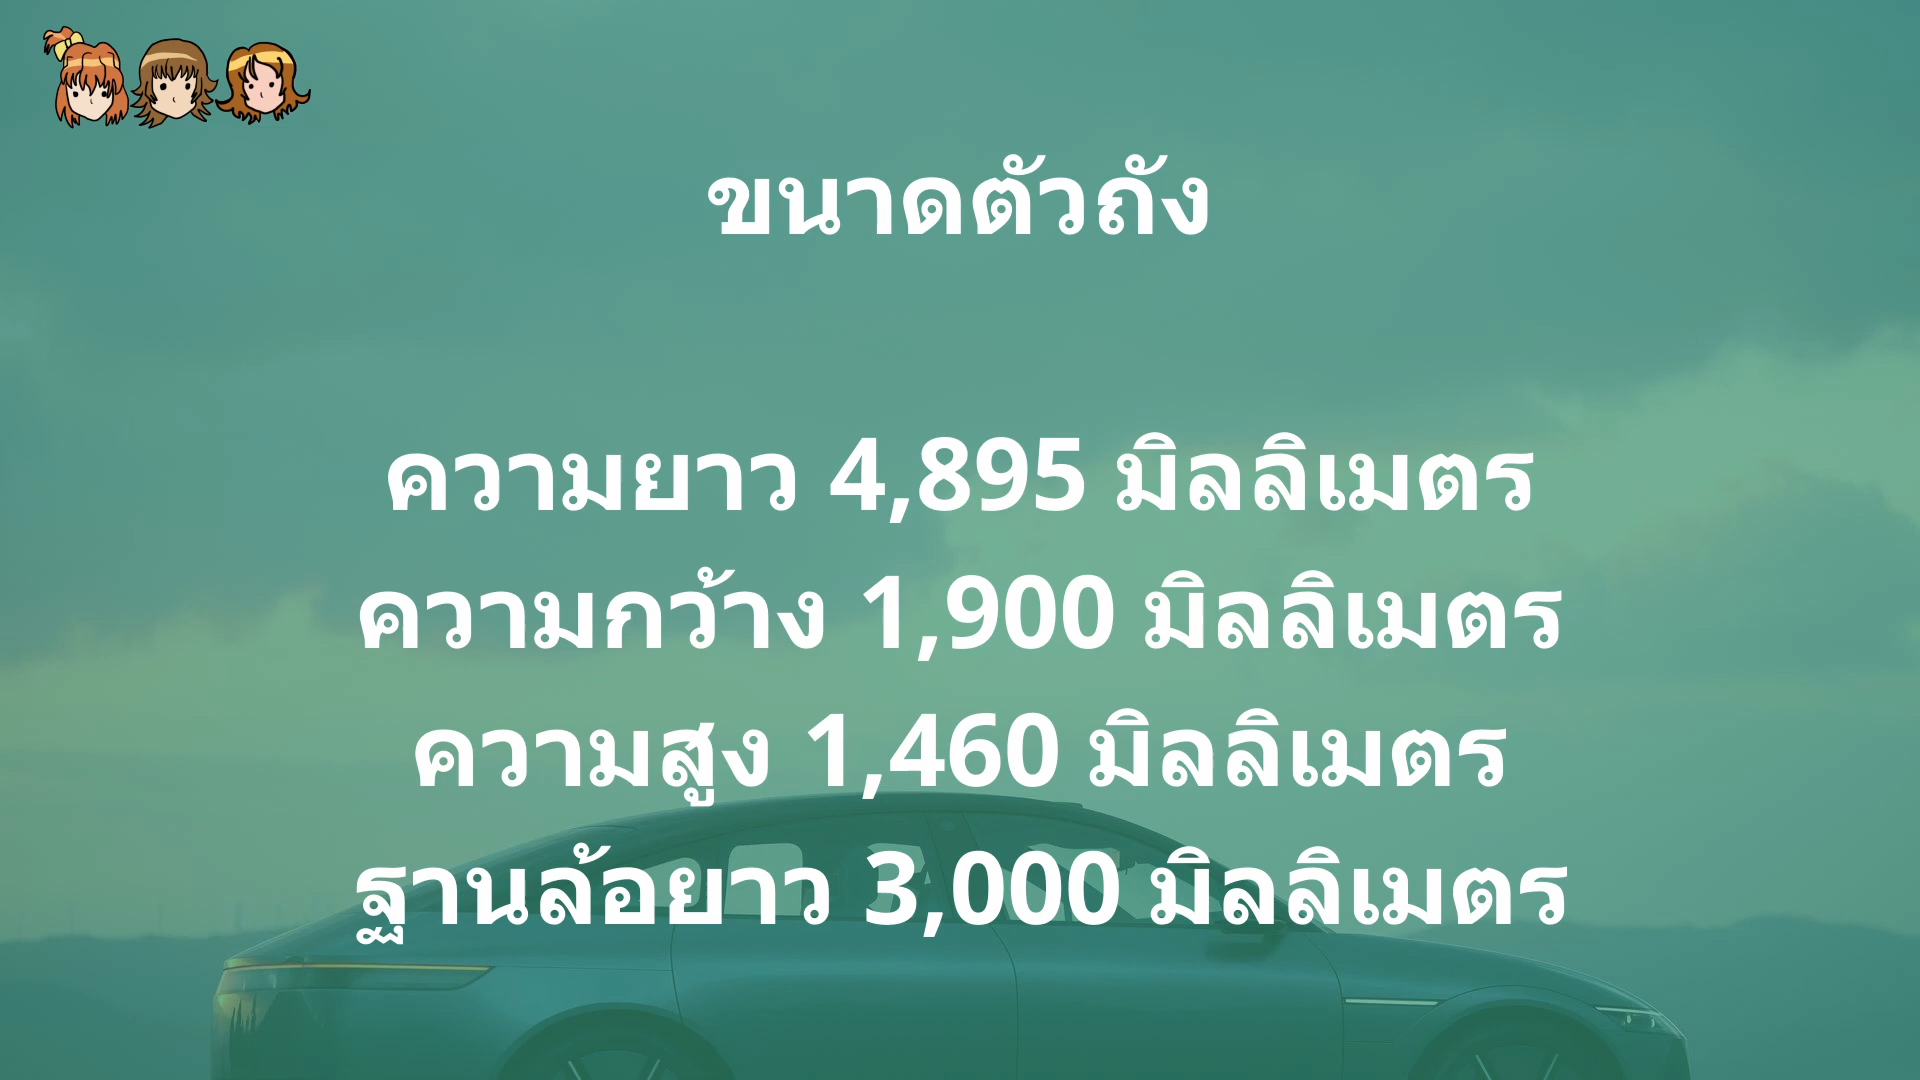 ขนาดตัวถัง
ความยาว 4,895 มิลลิเมตร
ความกว้าง 1,900 มิลลิเมตร
ความสูง 1,460 มิลลิเมตร
ฐานล้อยาว 3,000 มิลลิเมตร